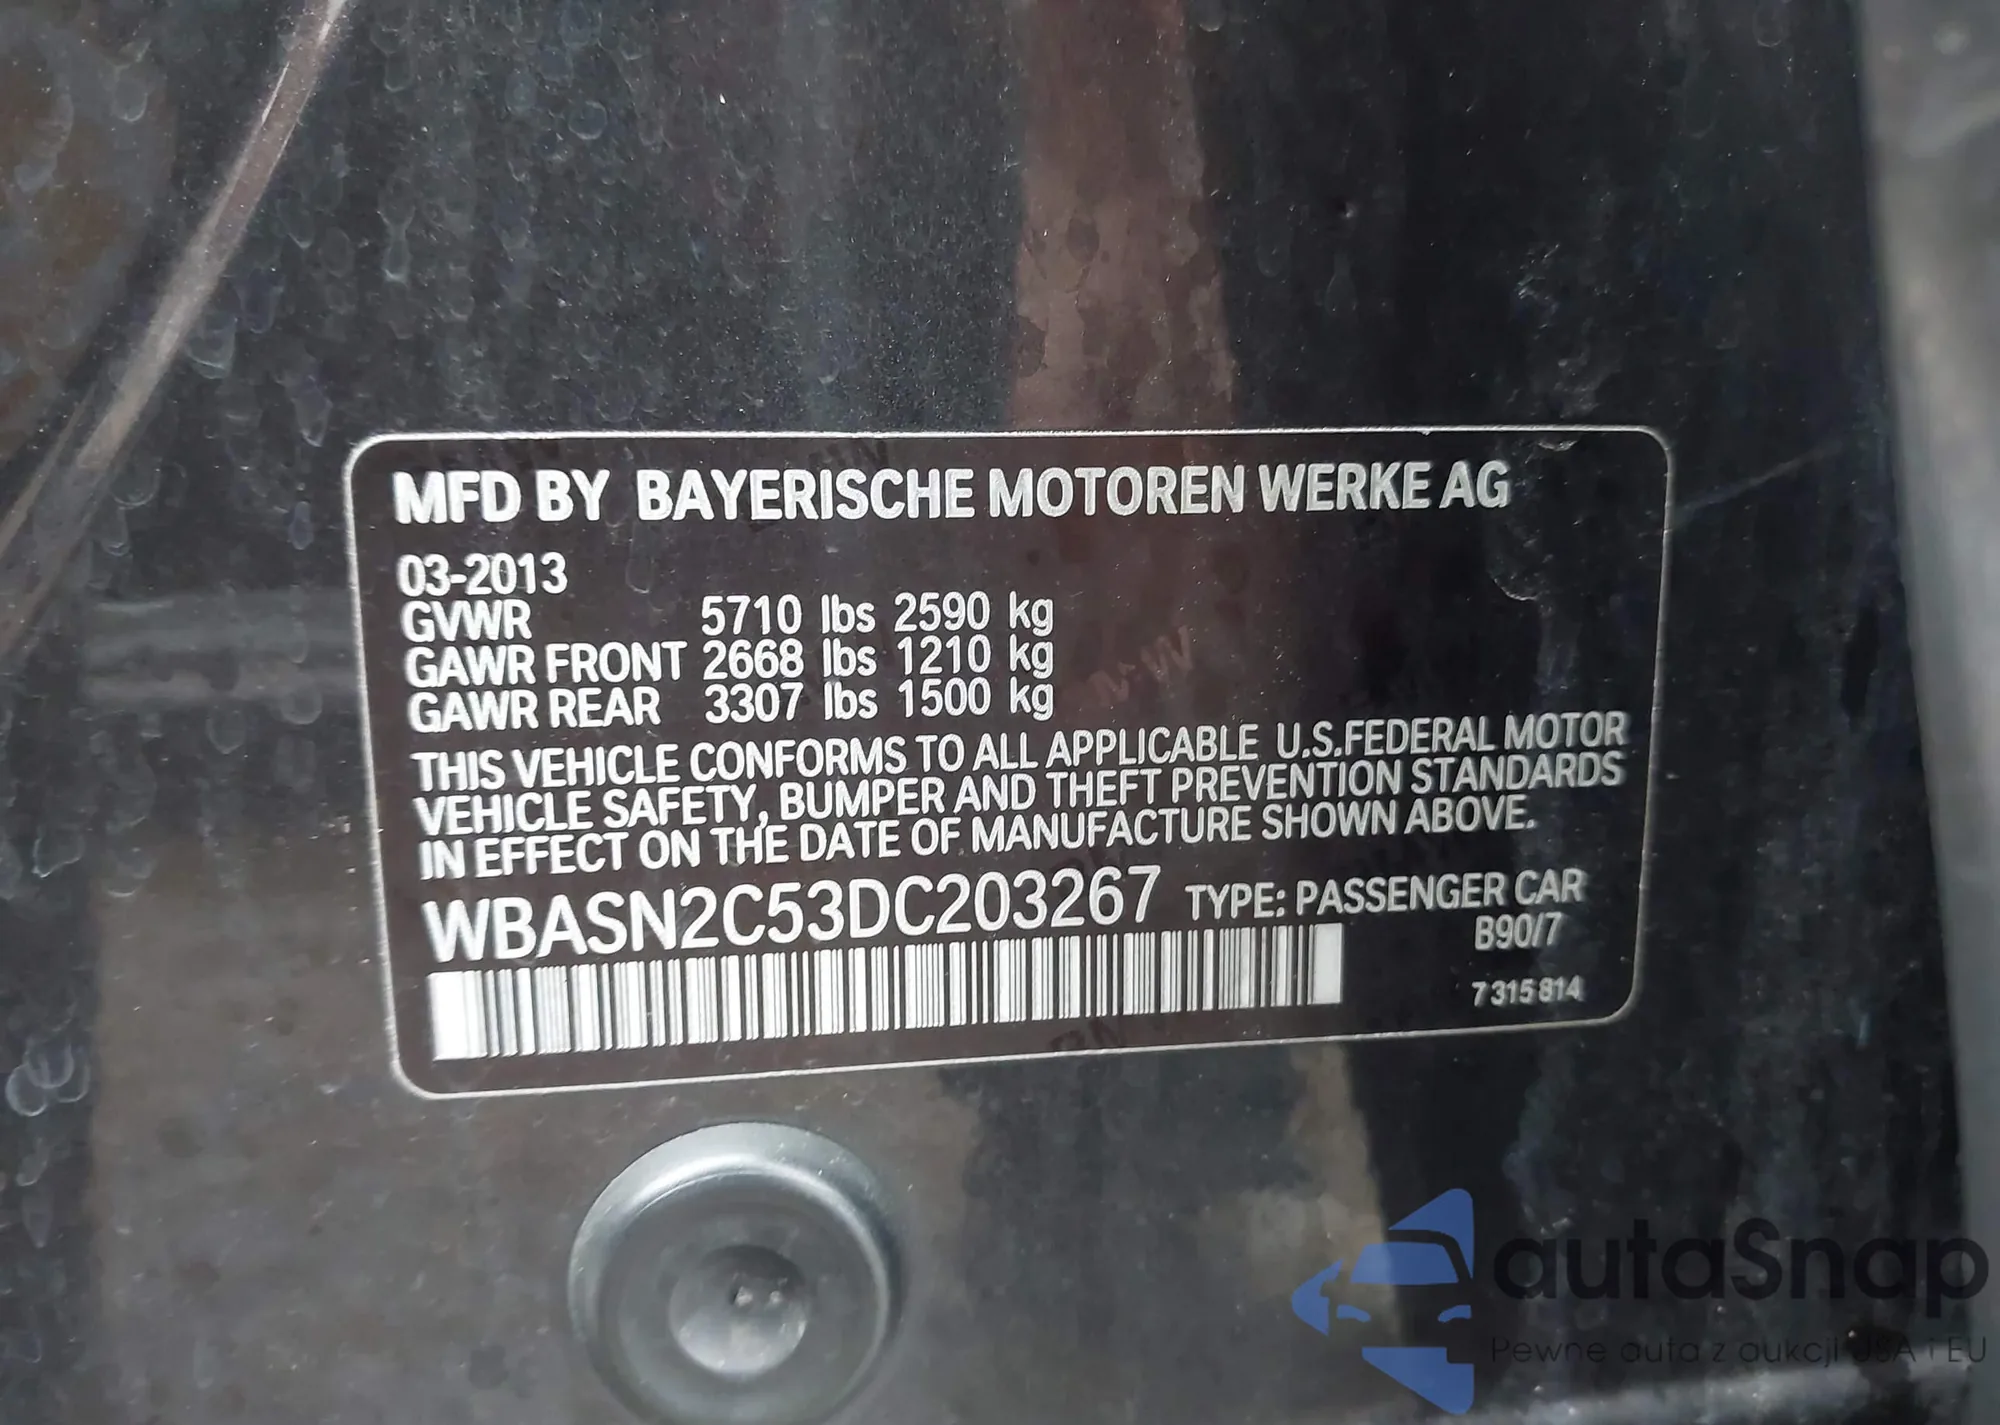 MFD BY BAYERISCHE MOTOREN WERKE AG
03-2013
GVWR 5710 lbs 2590 kg
GAWR FRONT 2668 lbs 1210 kg
GAWR REAR 3307 lbs 1500 kg
THIS VEHICLE CONFORMS TO ALL APPLICABLE U.S.FEDERAL MOTOR
VEHICLE SAFETY, BUMPER AND THEFT PREVENTION STANDARDS
IN EFFECT ON THE DATE OF MANUFACTURE SHOWN ABOVE.
WBASN2C53DC203267 TYPE: PASSENGER CAR
B90/7
7 315 814
autaSnap
Pewne auta z aukcji USA i EU